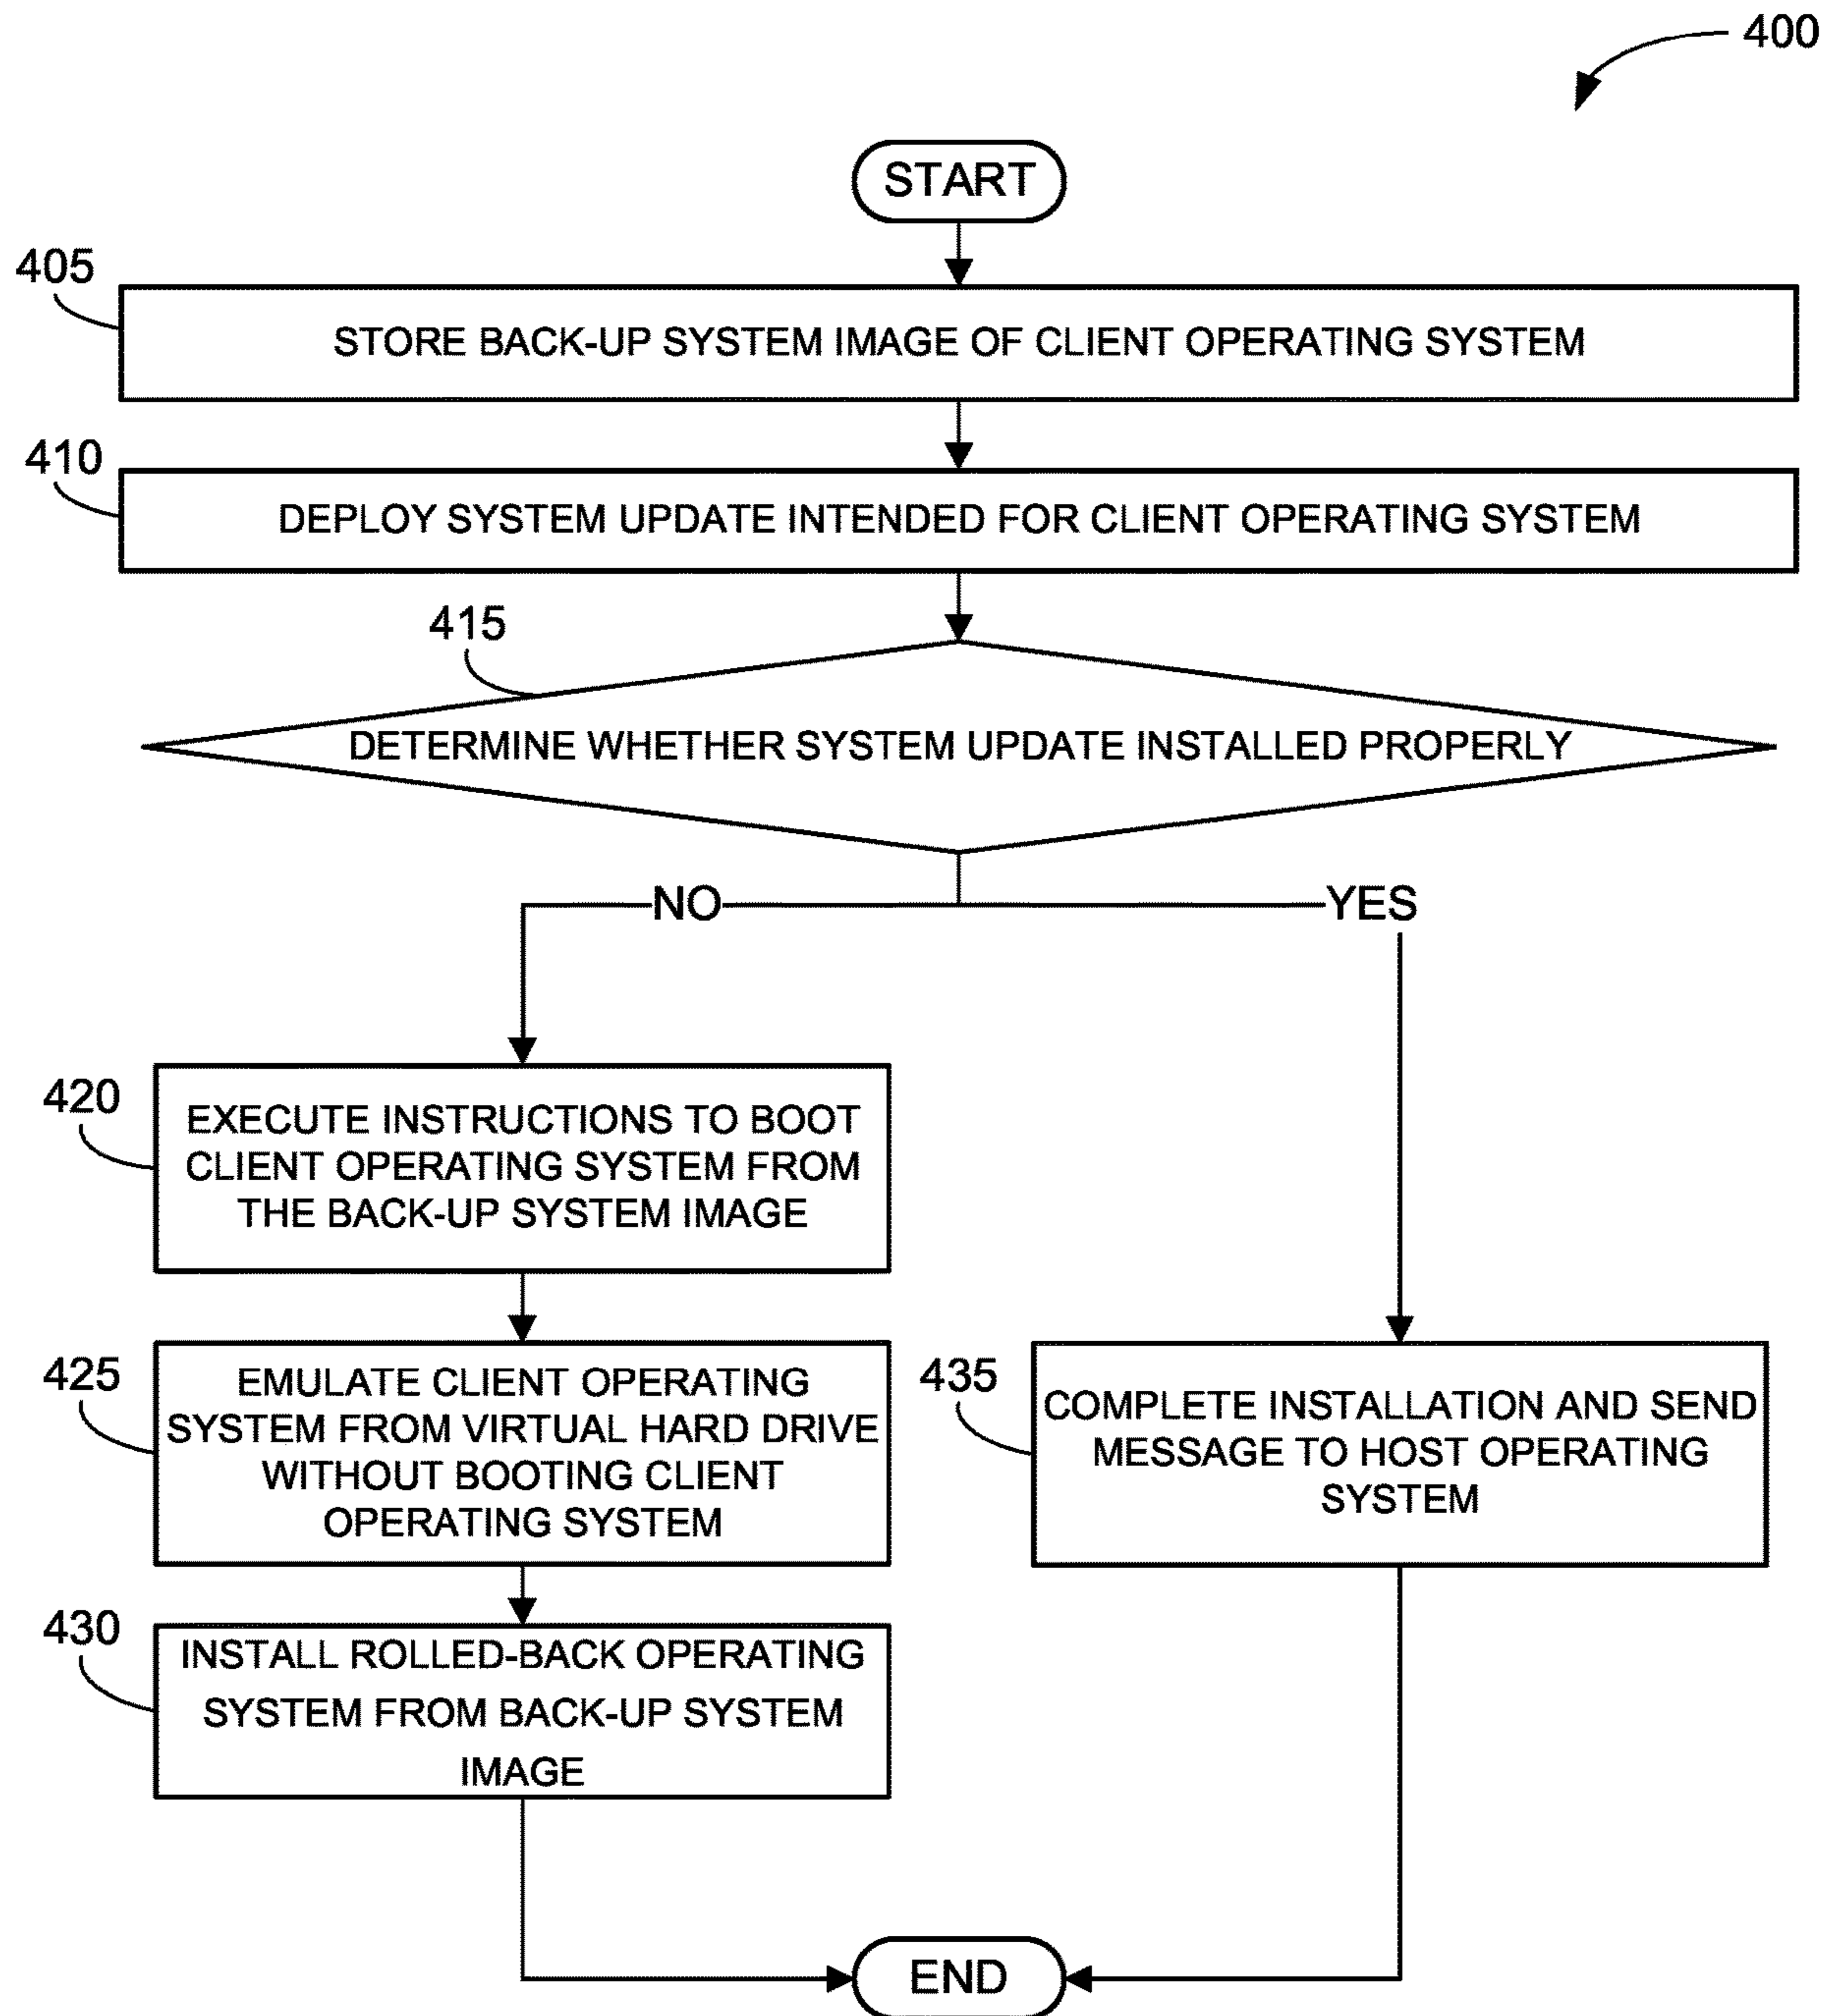 400
START
405
STORE BACK-UP SYSTEM IMAGE OF CLIENT OPERATING SYSTEM
410
DEPLOY SYSTEM UPDATE INTENDED FOR CLIENT OPERATING SYSTEM
415
DETERMINE WHETHER SYSTEM UPDATE INSTALLED PROPERLY
NO
YES
420
EXECUTE INSTRUCTIONS TO BOOT
CLIENT OPERATING SYSTEM FROM
THE BACK-UP SYSTEM IMAGE
425
EMULATE CLIENT OPERATING
SYSTEM FROM VIRTUAL HARD DRIVE
WITHOUT BOOTING CLIENT
OPERATING SYSTEM
435
COMPLETE INSTALLATION AND SEND
MESSAGE TO HOST OPERATING
SYSTEM
430
INSTALL ROLLED-BACK OPERATING
SYSTEM FROM BACK-UP SYSTEM
IMAGE
END